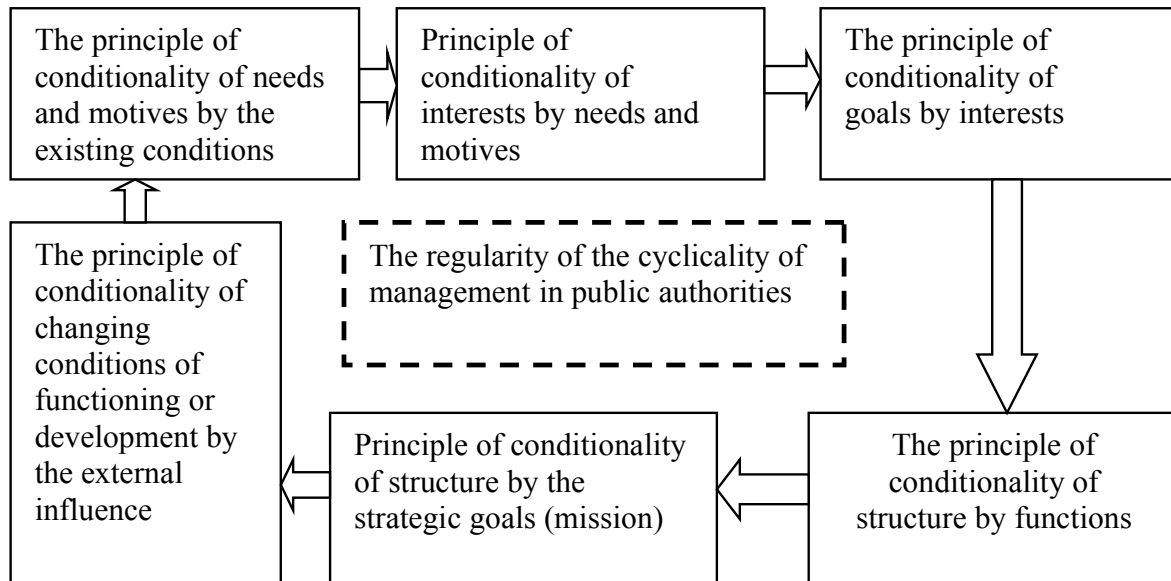 The principle of
conditionality of needs
and motives by the
existing conditions
Principle of
conditionality of
interests by needs and
motives
The principle of
conditionality of
goals by interests
The principle of
conditionality of
changing
conditions of
functioning or
development by
the external
influence
The regularity of the cyclicality of
management in public authorities
Principle of conditionality
of structure by the
strategic goals (mission)
The principle of
conditionality of
structure by functions